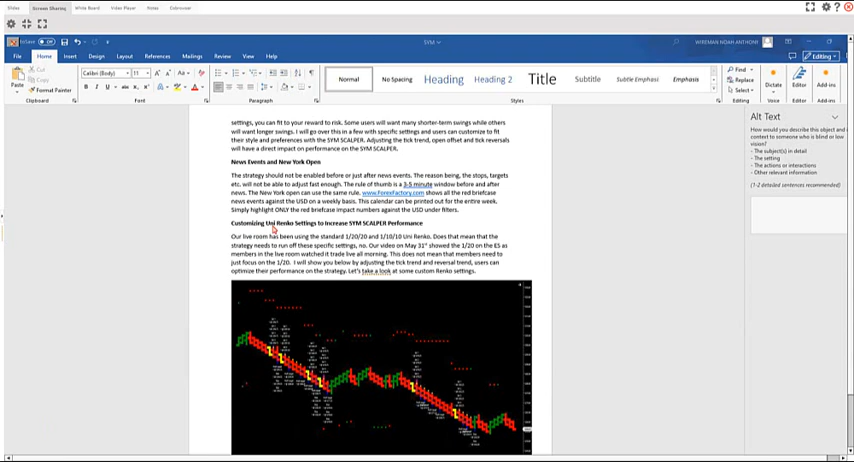 Slides Screen Sharing White Board Video Player Notes Cobrowser
AutoSave Off SVM WIREMAN NOAH ANTHONI
File Home Insert Design Layout References Mailings Review View Help Editing
Paste Cut Calibri (Body) 11 Normal No Spacing Heading Heading 2 Title Subtitle Subtle Emphasis Emphasis Find
Copy Replace
Format Painter Select Dictate Editor Add-ins
Clipboard Font Paragraph Styles Editing Voice Editor Add-ins
settings, you can fit to your reward to risk. Some users will want many shorter-term swings while others
will want longer swings. I will go over this in a few with specific settings and users can customize to fit
their style and preferences with the SYM SCALPER. Adjusting the tick trend, open offset and tick reversals
will have a direct impact on performance on the SYM SCALPER.
News Events and New York Open
The strategy should not be enabled before or just after news events. The reason being, the stops, targets
etc. will not be able to adjust fast enough. The rule of thumb is a 3-5 minute window before and after
news. The New York open can use the same rule. www.ForexFactory shows all the red briefcase
news events against the USD on a weekly basis. This calendar can be printed out for the entire week.
Simply highlight ONLY the red briefcase impact numbers against the USD under filters.
Customizing Uni Renko Settings to Increase SYM SCALPER Performance
Our live room has been using the standard 1/20/20 and 1/10/10 Uni Renko. Does that mean that the
strategy needs to run off these specific settings, no. Our video on May 31st showed the 1/20 on the ES as
members in the live room watched it trade live all morning. This does not mean that members need to
just focus on the 1/20. I will show you below by adjusting the tick trend and reversal trend, users can
optimize their performance on the strategy. Let's take a look at some custom Renko settings.
Alt Text
How would you describe this object and
context to someone who is blind or low
vision?
- The subject(s) in detail
- The setting
- The actions or interactions
- Other relevant information
(1-2 detailed sentences recommended)